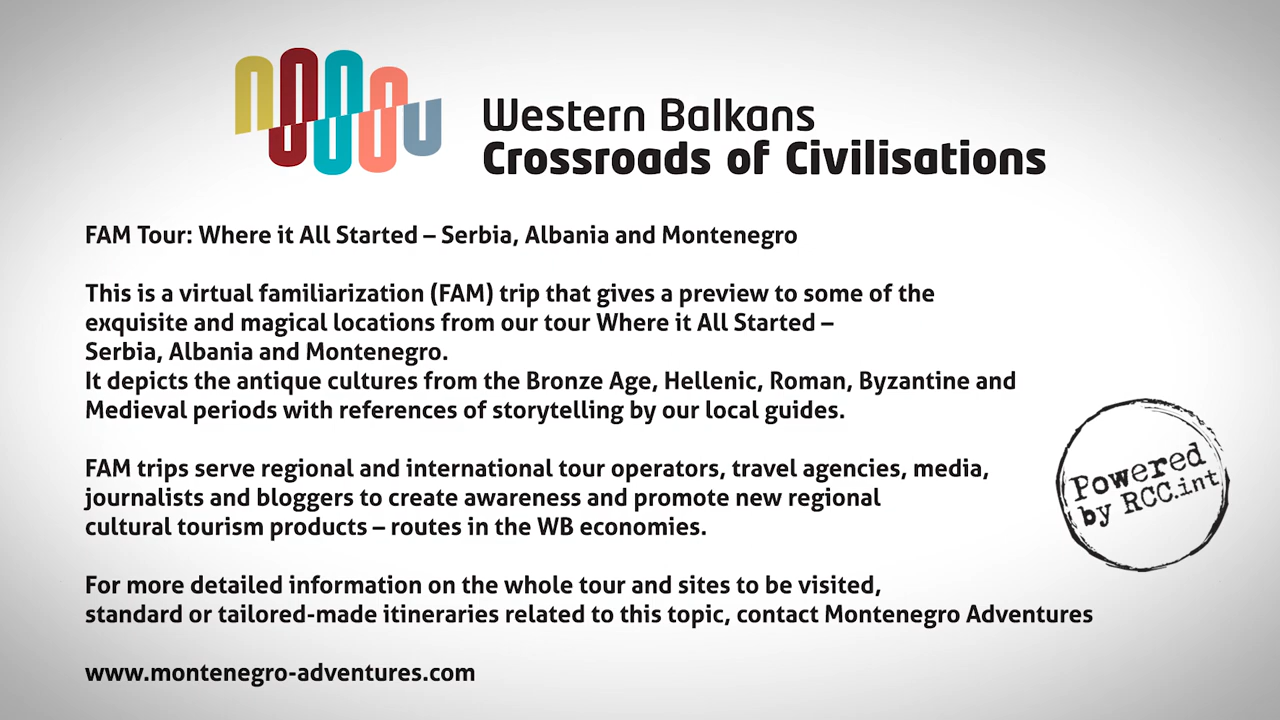 Western Balkans
Crossroads of Civilisations
FAM Tour: Where it All Started – Serbia, Albania and Montenegro
This is a virtual familiarization (FAM) trip that gives a preview to some of the
exquisite and magical locations from our tour Where it All Started –
Serbia, Albania and Montenegro.
It depicts the antique cultures from the Bronze Age, Hellenic, Roman, Byzantine and
Medieval periods with references of storytelling by our local guides.
FAM trips serve regional and international tour operators, travel agencies, media,
journalists and bloggers to create awareness and promote new regional
cultural tourism products – routes in the WB economies.
Powered
by RCC.int
For more detailed information on the whole tour and sites to be visited,
standard or tailored-made itineraries related to this topic, contact Montenegro Adventures
www.montenegro-adventures.com